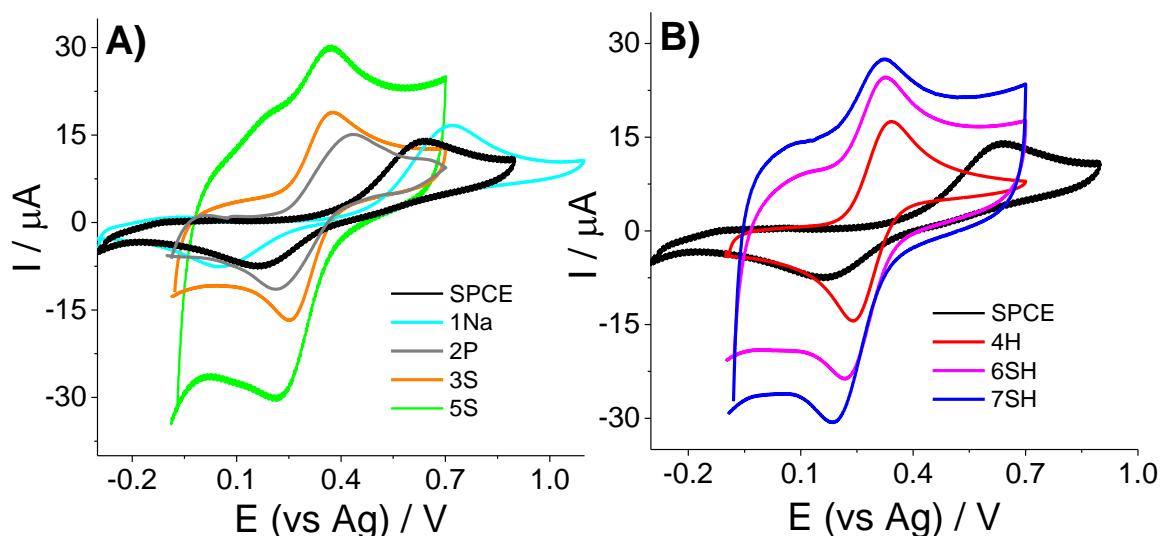 A)
30
15
0
-15
-30
I / μA
-0.2 0.1 0.4 0.7 1.0
E (vs Ag) / V
SPCE
1Na
2P
3S
5S
B)
30
15
0
-15
-30
I / μA
-0.2 0.1 0.4 0.7 1.0
E (vs Ag) / V
SPCE
4H
6SH
7SH